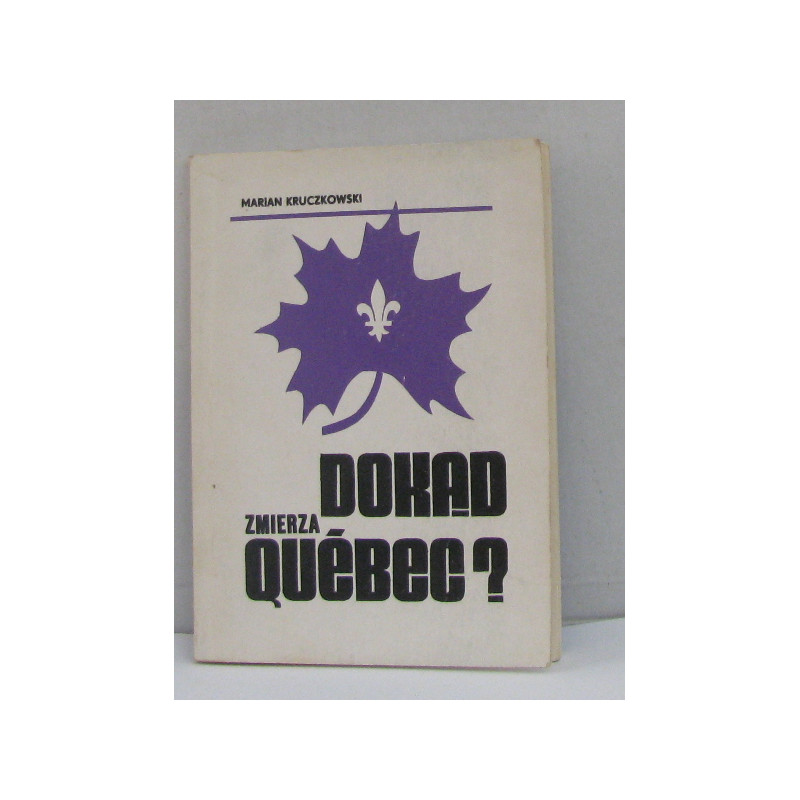 MARIAN KRUCZKOWSKI
DOKĄD
ZMIERZA
QUÉBEC?